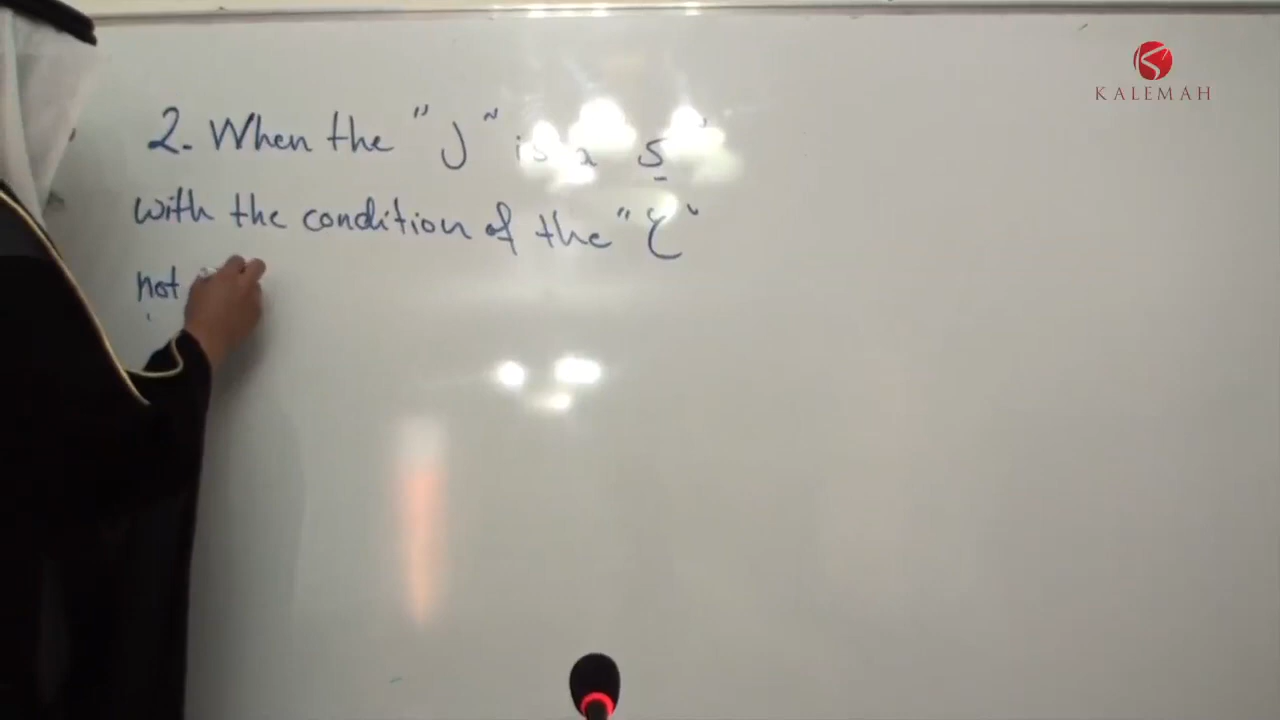 2. When the "ل" is a
with the condition of the "ع"
not
KALEMAH